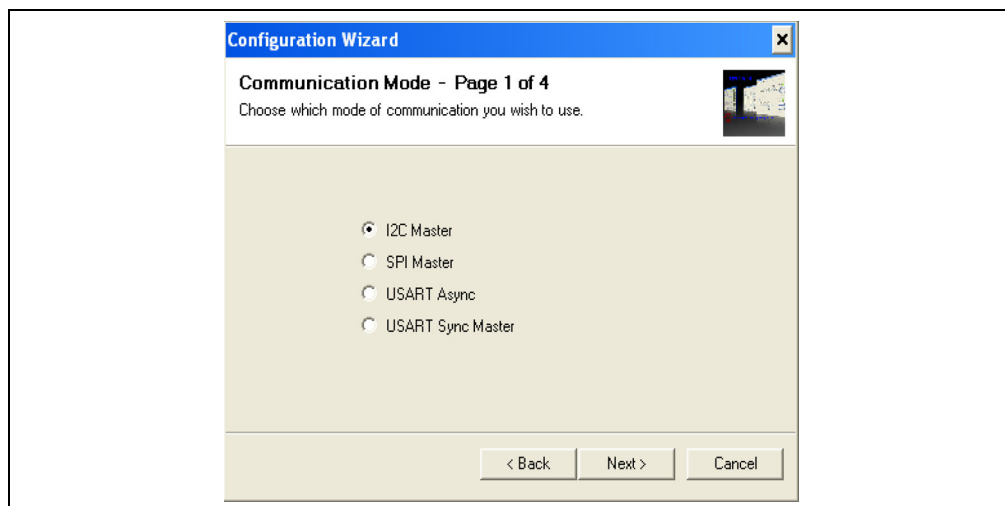 Configuration Wizard
Communication Mode - Page 1 of 4
Choose which mode of communication you wish to use.
I2C Master
SPI Master
USART Async
USART Sync Master
< Back
Next >
Cancel